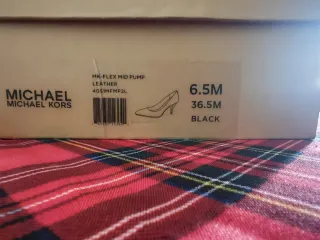 MK-FLEX MID PUMP
LEATHER
MICHAEL
MICHAEL KORS
6.5M
36.5M
BLACK